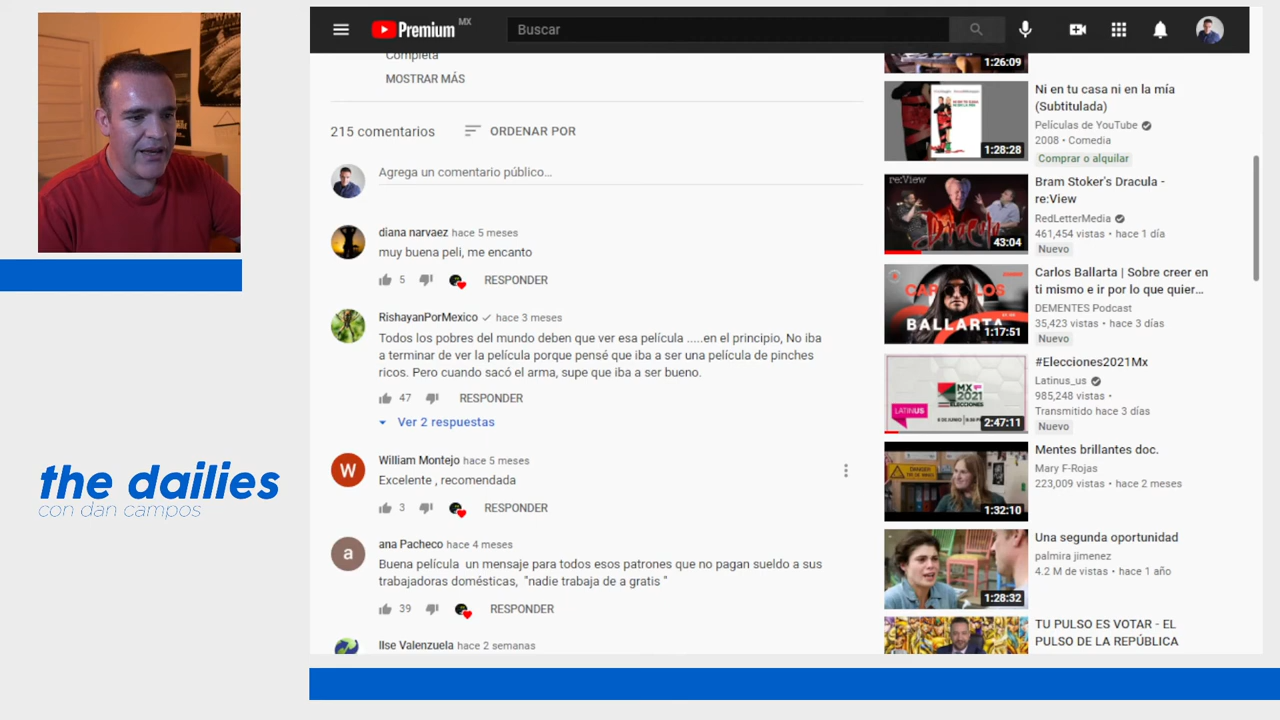 Premium MX
Buscar
Completa
MOSTRAR MÁS
215 comentarios
ORDENAR POR
Agrega un comentario público...
diana narvaez hace 5 meses
muy buena peli, me encanto
5
RESPONDER
RishayanPorMexico hace 3 meses
Todos los pobres del mundo deben que ver esa película .....en el principio, No iba
a terminar de ver la película porque pensé que iba a ser una película de pinches
ricos. Pero cuando sacó el arma, supe que iba a ser bueno.
47
RESPONDER
Ver 2 respuestas
W
William Montejo hace 5 meses
Excelente , recomendada
3
RESPONDER
a
ana Pacheco hace 4 meses
Buena película un mensaje para todos esos patrones que no pagan sueldo a sus
trabajadoras domésticas, "nadie trabaja de a gratis "
39
RESPONDER
Ilse Valenzuela hace 2 semanas
1:26:09
Ni en tu casa ni en la mía
(Subtitulada)
Películas de YouTube
2008 • Comedia
Comprar o alquilar
1:28:28
re:View
Dracula
43:04
Bram Stoker's Dracula -
re:View
RedLetterMedia
461,454 vistas • hace 1 día
Nuevo
CARLOS
BALLARTA
1:17:51
Carlos Ballarta | Sobre creer en
ti mismo e ir por lo que quier...
DEMENTES Podcast
35,423 vistas • hace 3 días
Nuevo
LATINUS
MX
2021
ELECCIONES
2:47:11
#Elecciones2021Mx
Latinus_us
985,248 vistas •
Transmitido hace 3 días
Nuevo
1:32:10
Mentes brillantes doc.
Mary F-Rojas
223,009 vistas • hace 2 meses
1:28:32
Una segunda oportunidad
palmira jimenez
4.2 M de vistas • hace 1 año
TU PULSO ES VOTAR - EL
PULSO DE LA REPÚBLICA
the dailies
con dan campos